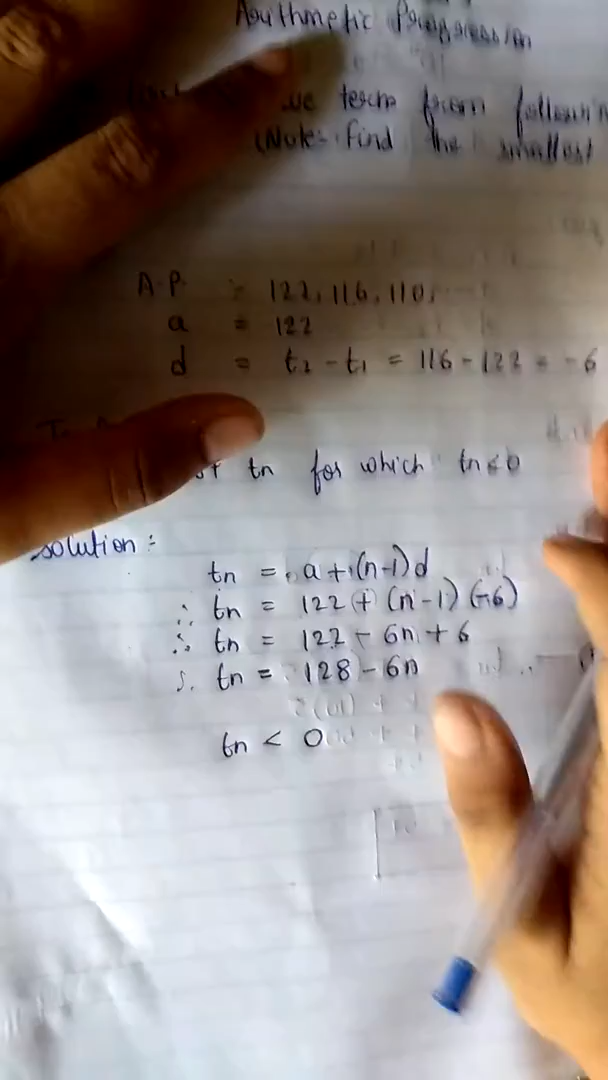 Arithmetic Progression
term from
(Note: Find the smallest
A.P : 122, 116, 110,
a = 122
d = t₂ - t₁ = 116 - 122 = -6
tn for which tn < 0
Solution :
tn = a + (n-1)d
∴ tn = 122 + (n-1) (-6)
∴ tn = 122 - 6n + 6
∴ tn = 128 - 6n
tn < 0